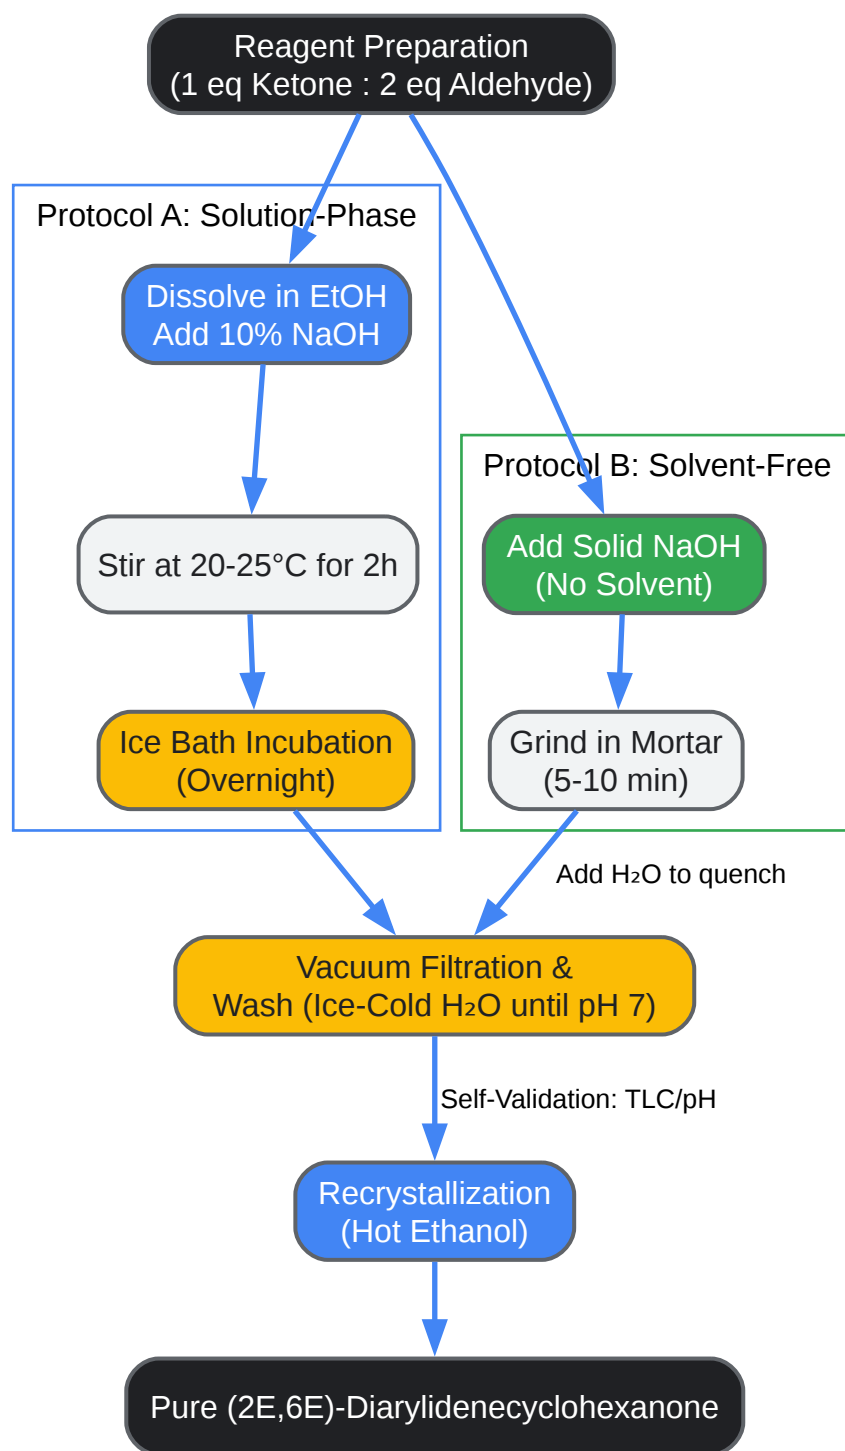 Reagent Preparation
(1 eq Ketone : 2 eq Aldehyde)
Protocol A: Solution-Phase
Dissolve in EtOH
Add 10% NaOH
Stir at 20-25°C for 2h
Ice Bath Incubation
(Overnight)
Protocol B: Solvent-Free
Add Solid NaOH
(No Solvent)
Grind in Mortar
(5-10 min)
Add H₂O to quench
Vacuum Filtration &
Wash (Ice-Cold H₂O until pH 7)
Self-Validation: TLC/pH
Recrystallization
(Hot Ethanol)
Pure (2E,6E)-Diarylidenecyclohexanone